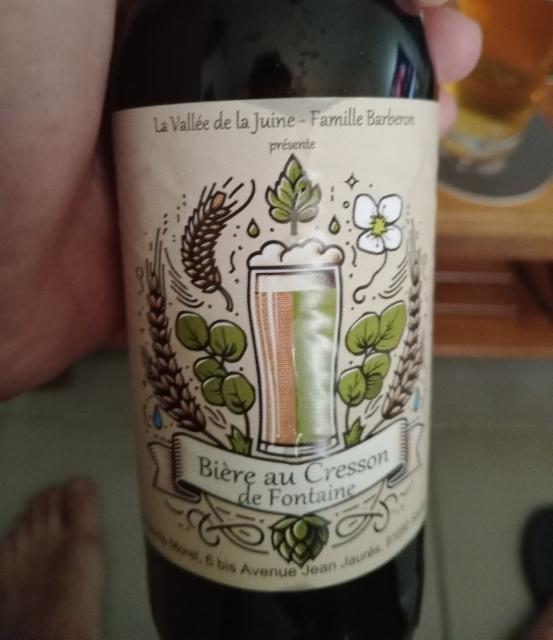 La Vallée de la Juine - Famille Barberon
présente
Bière au Cresson
de Fontaine
Morel, 6 bis Avenue Jean Jaurès, 91690